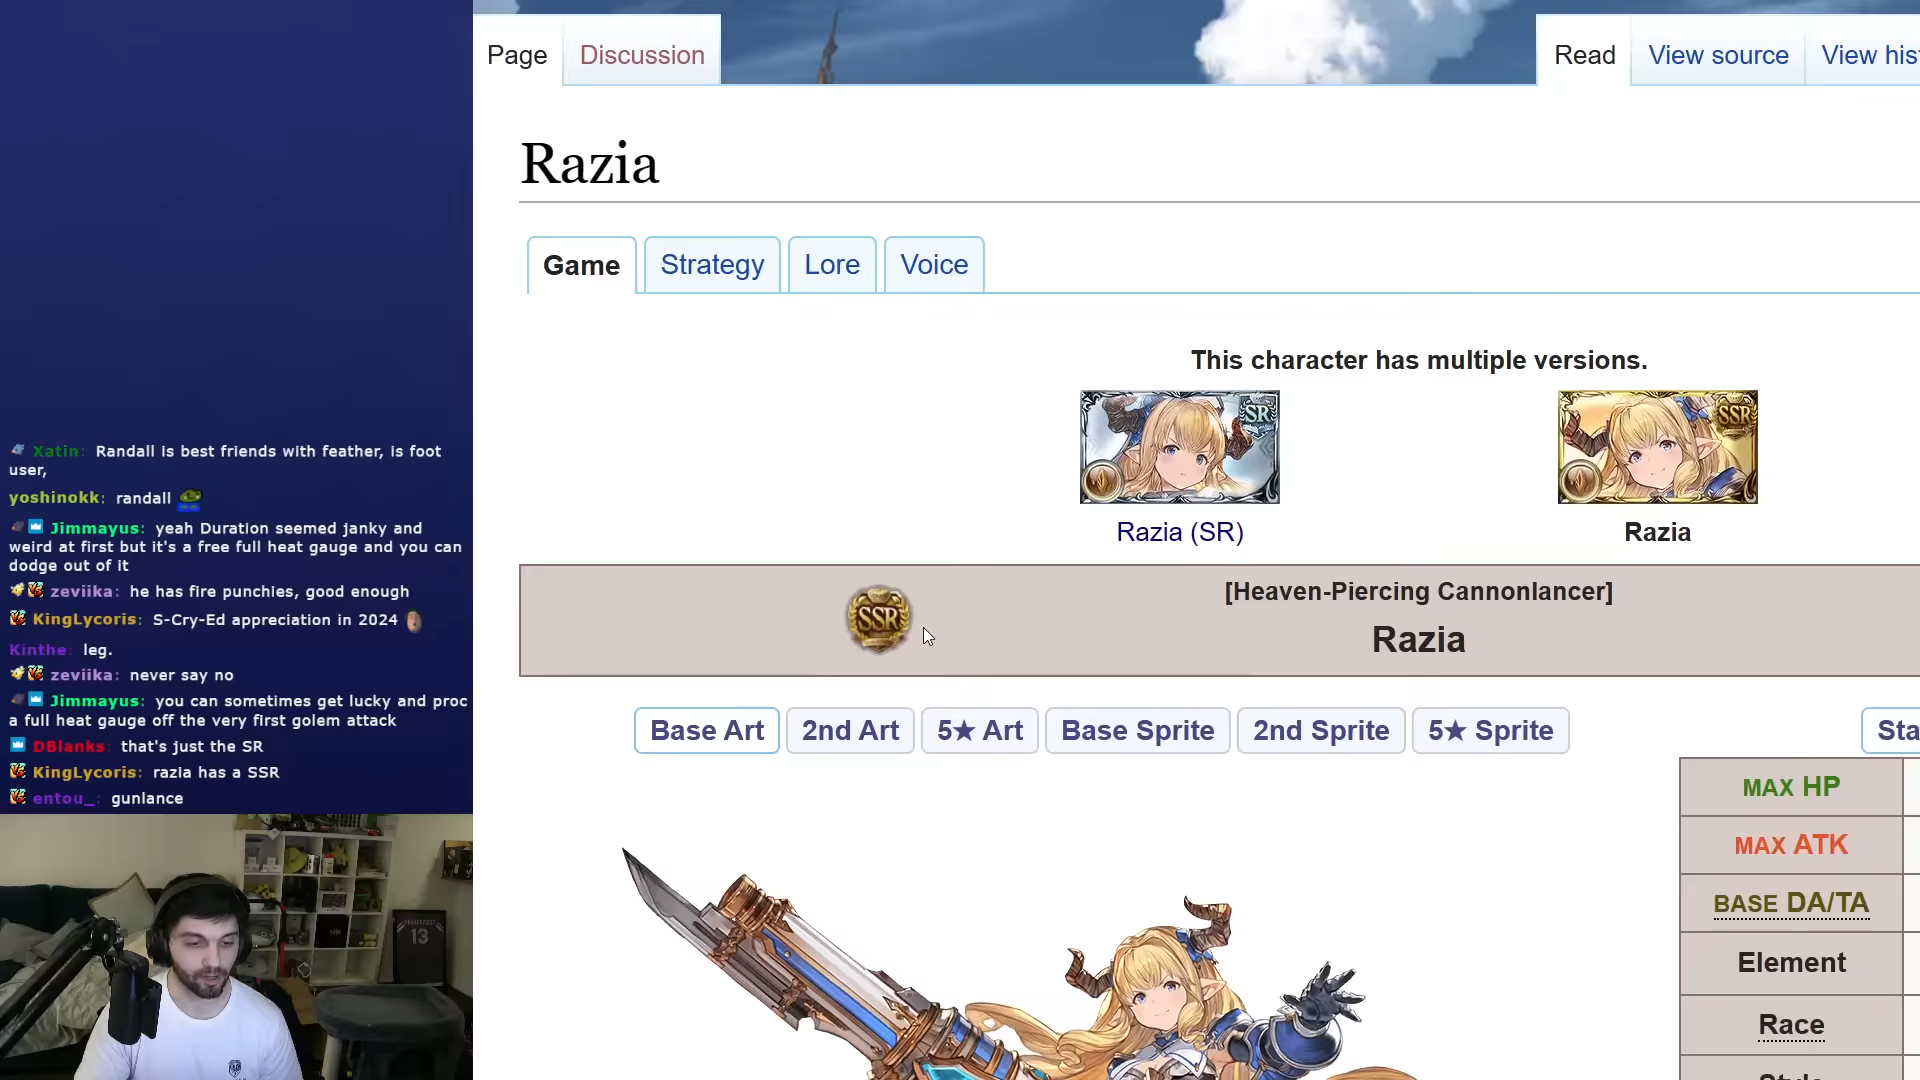 Page
Discussion
Read
View source
View his
Razia
Game
Strategy
Lore
Voice
This character has multiple versions.
SR
SSR
Razia (SR)
Razia
SSR
[Heaven-Piercing Cannonlancer]
Razia
Base Art
2nd Art
5★ Art
Base Sprite
2nd Sprite
5★ Sprite
Sta
MAX HP
MAX ATK
BASE DA/TA
Element
Race
Xatin: Randall is best friends with feather, is foot
user,
yoshinokk: randall
Jimmayus: yeah Duration seemed janky and
weird at first but it's a free full heat gauge and you can
dodge out of it
zeviika: he has fire punchies, good enough
KingLycoris: S-Cry-Ed appreciation in 2024
Kinthe: leg.
zeviika: never say no
Jimmayus: you can sometimes get lucky and proc
a full heat gauge off the very first golem attack
DBlanks: that's just the SR
KingLycoris: razia has a SSR
entou_: gunlance
13